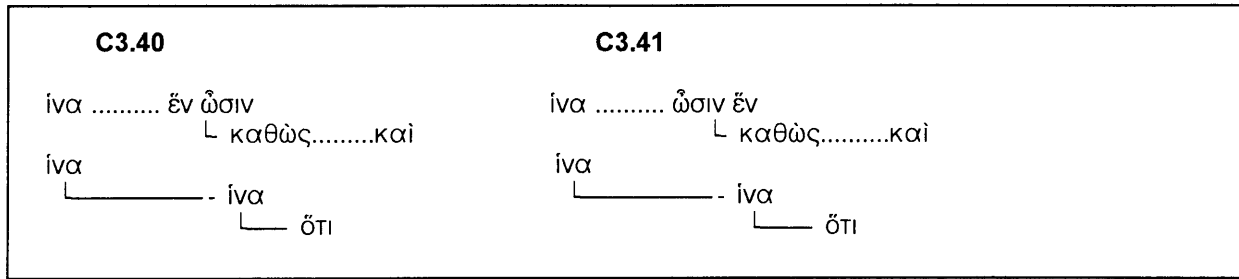 C3.40 C3.41
ἵνα .......... ἕν ὦσιν ἵνα .......... ὦσιν ἕν
καθὼς.........καὶ καθὼς..........καὶ
ἵνα ἵνα
ἵνα ἵνα
ὅτι ὅτι